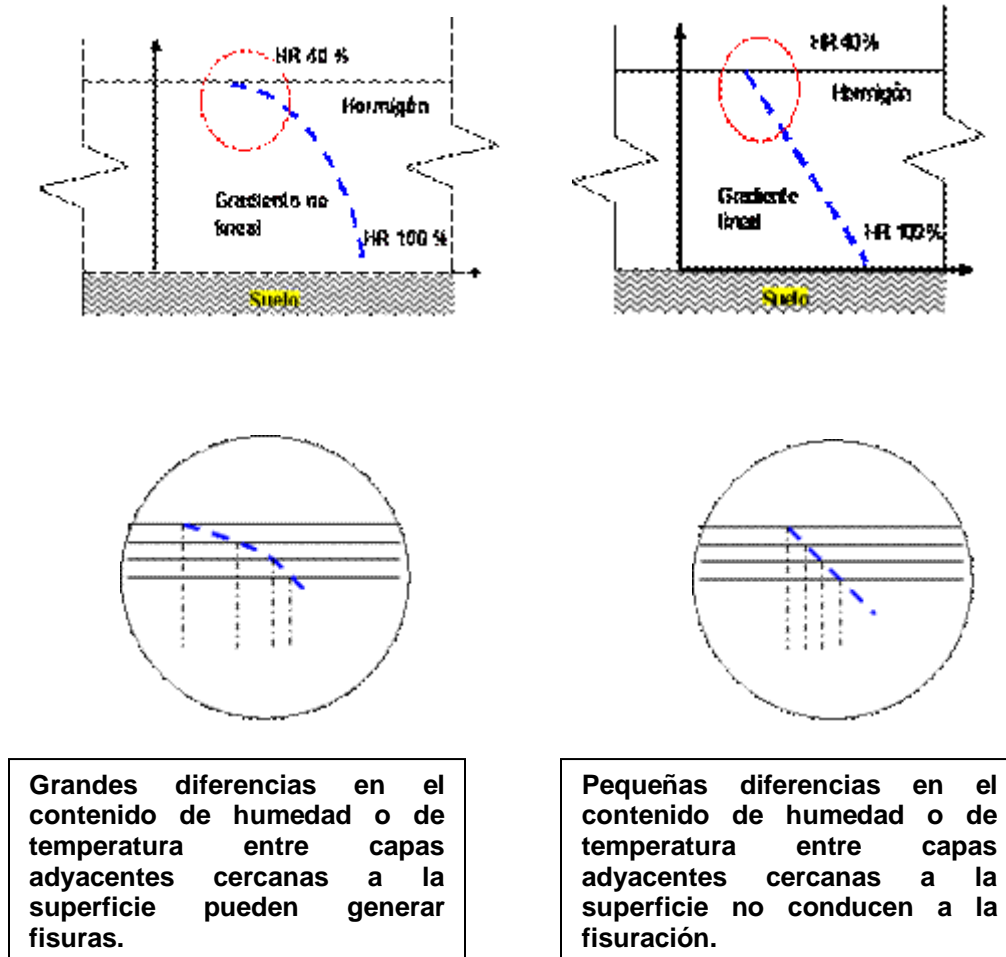 HR 40 %
Hormigón
Gradiente no
lineal
HR 100 %
Suelo
HR 40%
Hormigón
Gradiente
lineal
HR 100%
Suelo
Grandes diferencias en el
contenido de humedad o de
temperatura entre capas
adyacentes cercanas a la
superficie pueden generar
fisuras.
Pequeñas diferencias en el
contenido de humedad o de
temperatura entre capas
adyacentes cercanas a la
superficie no conducen a la
fisuración.